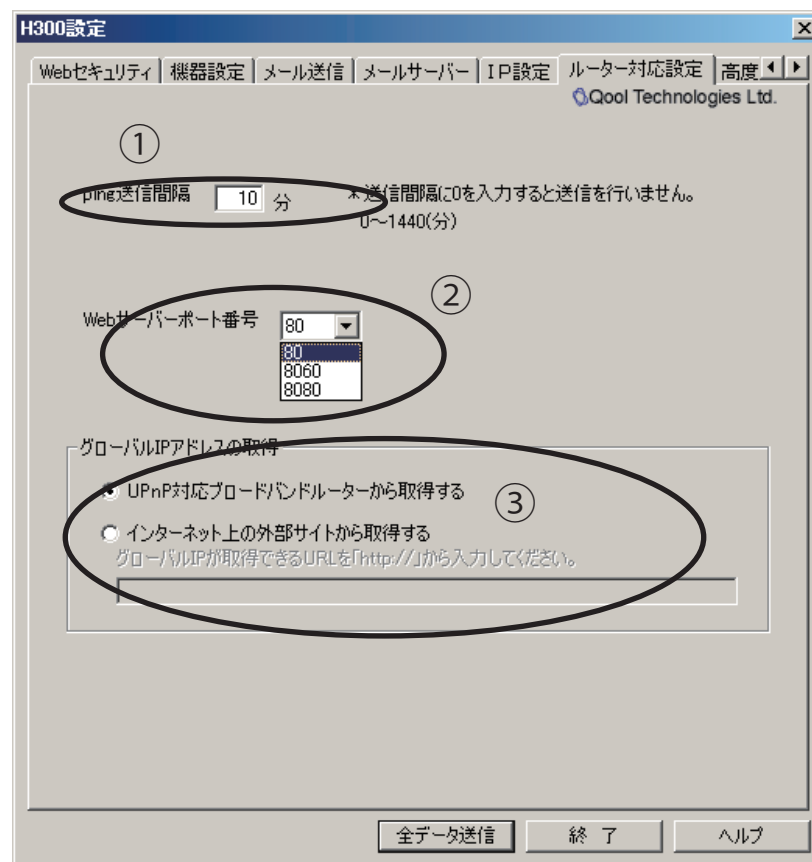 H300設定
Webセキュリティ 機器設定 メール送信 メールサーバー IP設定 ルーター対応設定 高度
Qool Technologies Ltd.
①
ping送信間隔 10 分 *送信間隔に0を入力すると送信を行いません。
0～1440(分)
②
Webサーバーポート番号 80
80
8060
8080
グローバルIPアドレスの取得
UPnP対応ブロードバンドルーターから取得する
③
インターネット上の外部サイトから取得する
グローバルIPが取得できるURLを「http://」から入力してください。
全データ送信 終 了 ヘルプ